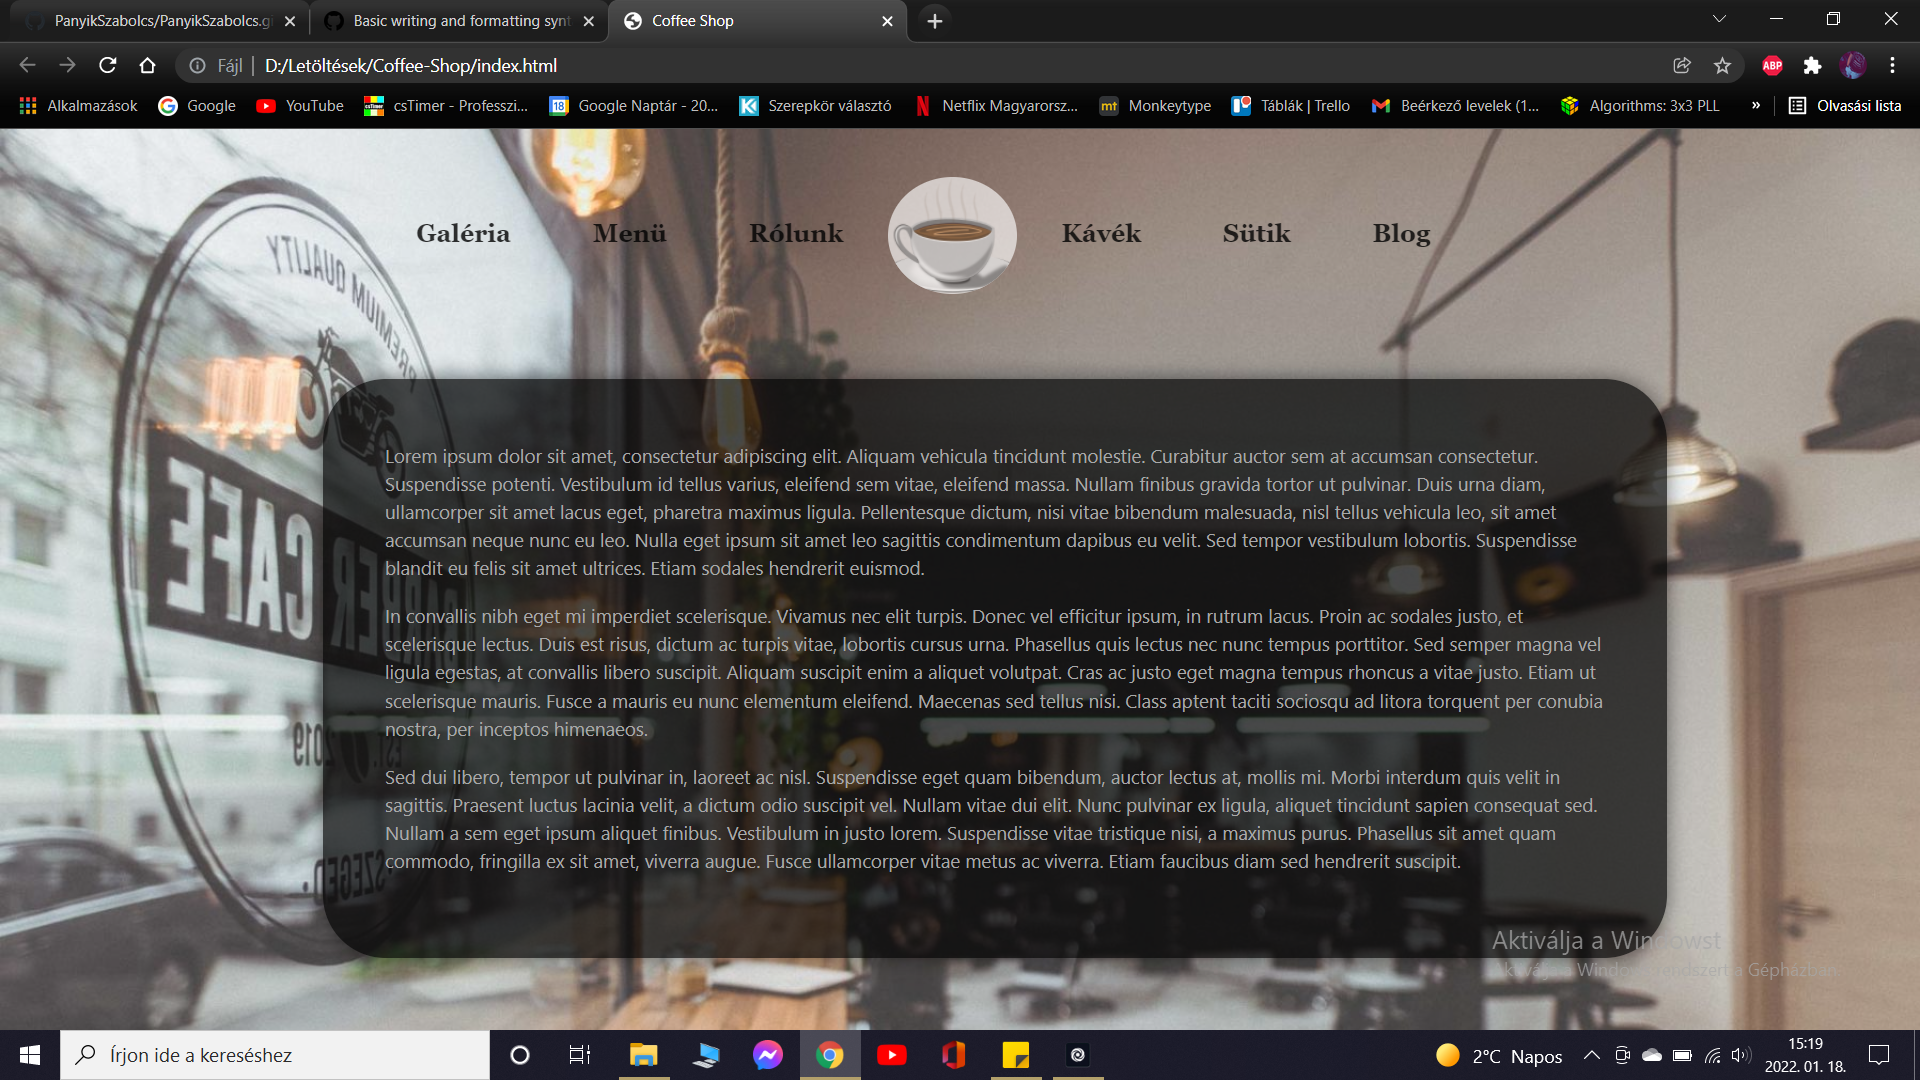 PanyikSzabolcs/PanyikSzabolcs.gi
Basic writing and formatting synt
Coffee Shop
Fájl
D:/Letöltések/Coffee-Shop/index.html
ABP
Alkalmazások
Google
YouTube
csTimer - Professzi...
18
Google Naptár - 20...
Szerepkör választó
Netflix Magyarorsz...
mt
Monkeytype
Táblák | Trello
Beérkező levelek (1...
Algorithms: 3x3 PLL
»
Olvasási lista
Galéria
Menü
Rólunk
Kávék
Sütik
Blog
PREMIUM QUALITY
CAFE
EST. 2019
SZEGED
Lorem ipsum dolor sit amet, consectetur adipiscing elit. Aliquam vehicula tincidunt molestie. Curabitur auctor sem at accumsan consectetur.
Suspendisse potenti. Vestibulum id tellus varius, eleifend sem vitae, eleifend massa. Nullam finibus gravida tortor ut pulvinar. Duis urna diam,
ullamcorper sit amet lacus eget, pharetra maximus ligula. Pellentesque dictum, nisi vitae bibendum malesuada, nisl tellus vehicula leo, sit amet
accumsan neque nunc eu leo. Nulla eget ipsum sit amet leo sagittis condimentum dapibus eu velit. Sed tempor vestibulum lobortis. Suspendisse
blandit eu felis sit amet ultrices. Etiam sodales hendrerit euismod.
In convallis nibh eget mi imperdiet scelerisque. Vivamus nec elit turpis. Donec vel efficitur ipsum, in rutrum lacus. Proin ac sodales justo, et
scelerisque lectus. Duis est risus, dictum ac turpis vitae, lobortis cursus urna. Phasellus quis lectus nec nunc tempus porttitor. Sed semper magna vel
ligula egestas, at convallis libero suscipit. Aliquam suscipit enim a aliquet volutpat. Cras ac justo eget magna tempus rhoncus a vitae justo. Etiam ut
scelerisque mauris. Fusce a mauris eu nunc elementum eleifend. Maecenas sed tellus nisi. Class aptent taciti sociosqu ad litora torquent per conubia
nostra, per inceptos himenaeos.
Sed dui libero, tempor ut pulvinar in, laoreet ac nisl. Suspendisse eget quam bibendum, auctor lectus at, mollis mi. Morbi interdum quis velit in
sagittis. Praesent luctus lacinia velit, a dictum odio suscipit vel. Nullam vitae dui elit. Nunc pulvinar ex ligula, aliquet tincidunt sapien consequat sed.
Nullam a sem eget ipsum aliquet finibus. Vestibulum in justo lorem. Suspendisse vitae tristique nisi, a maximus purus. Phasellus sit amet quam
commodo, fringilla ex sit amet, viverra augue. Fusce ullamcorper vitae metus ac viverra. Etiam faucibus diam sed hendrerit suscipit.
Aktiválja a Windowst
Aktiválja a Windows rendszert a Gépházban.
Írjon ide a kereséshez
2°C Napos
15:19
2022. 01. 18.